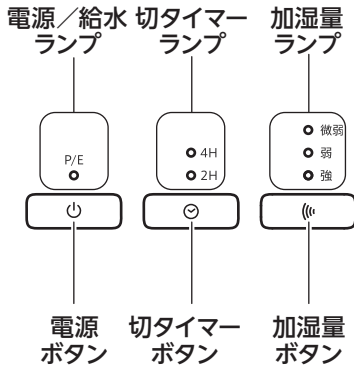 電源／給水 切タイマー 加湿量
ランプ ランプ ランプ
P/E
4H
2H
微弱
弱
強
電源 切タイマー 加湿量
ボタン ボタン ボタン